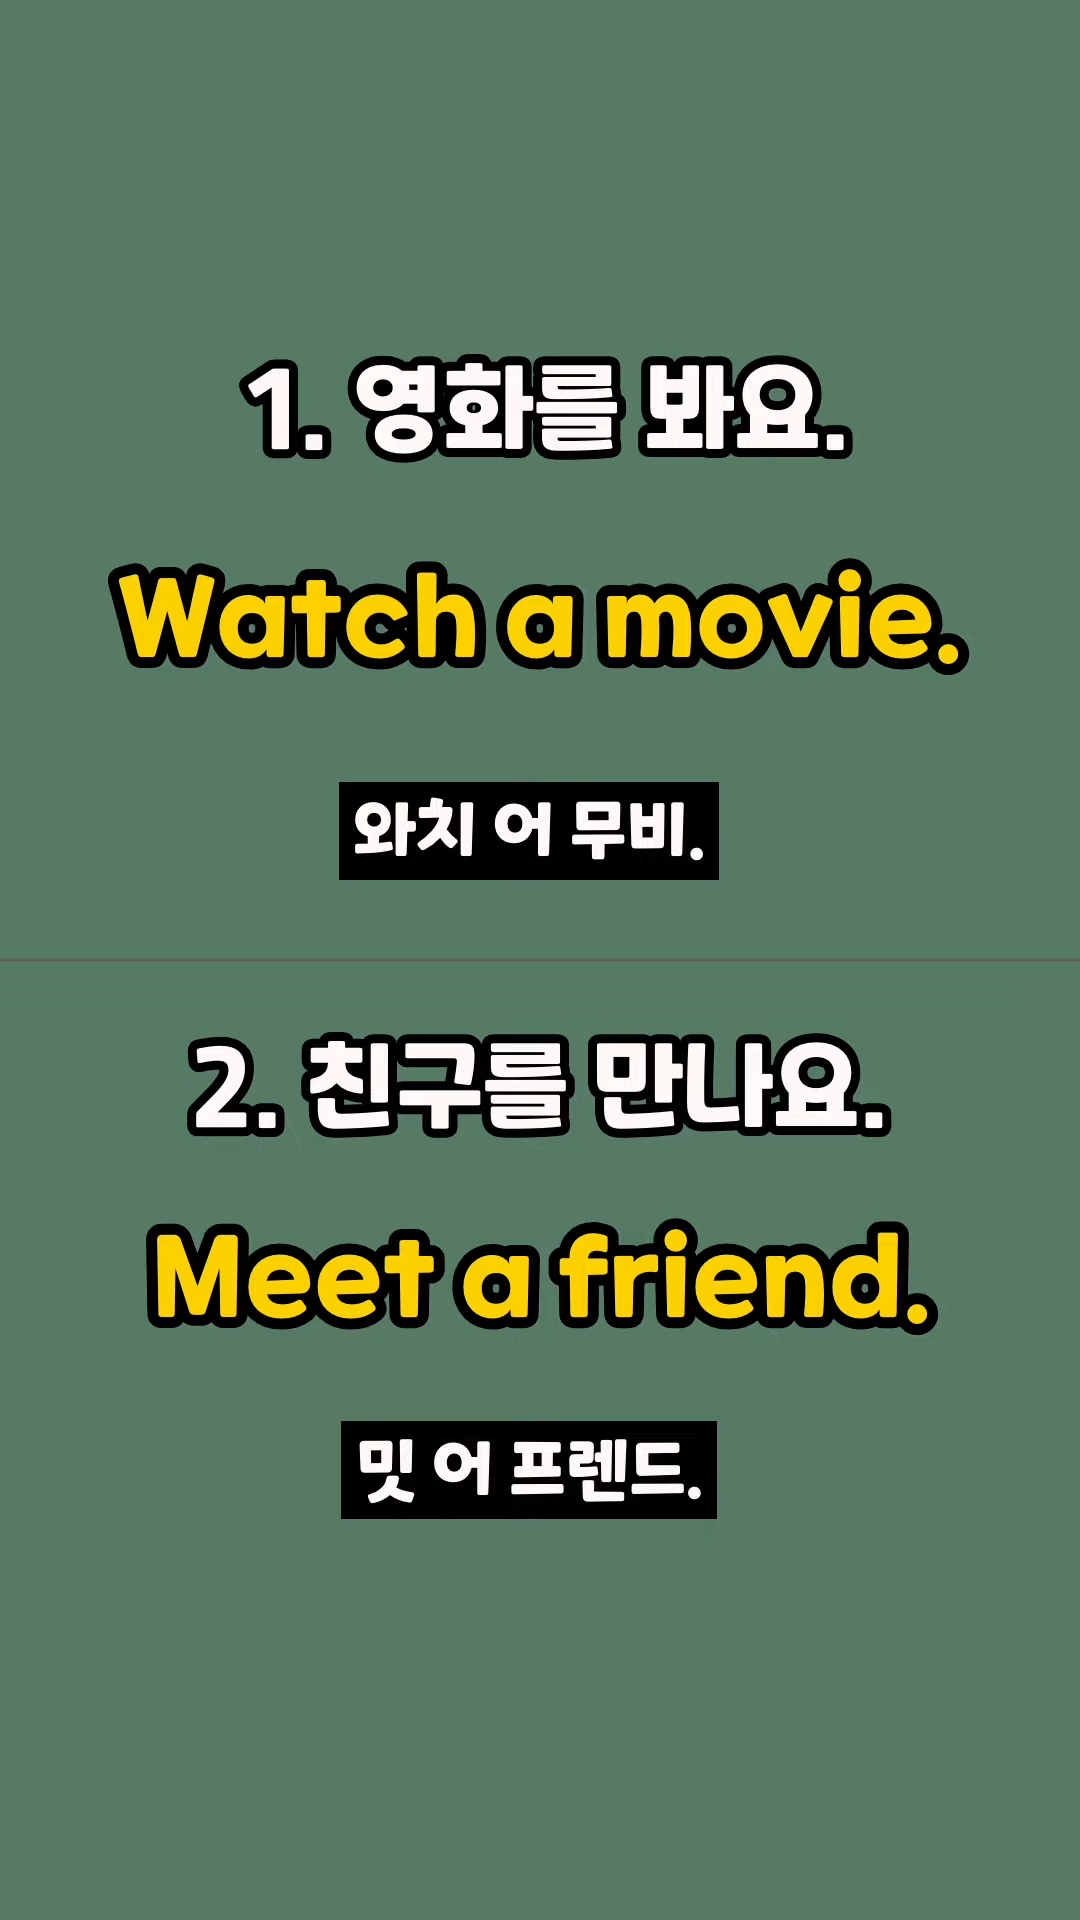 1. 영화를 봐요.
Watch a movie.
와치 어 무비.
2. 친구를 만나요.
Meet a friend.
밋 어 프렌드.